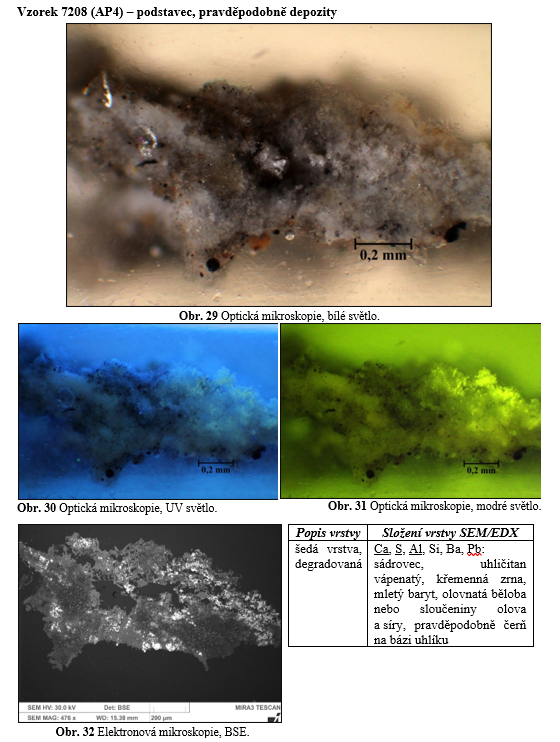 Vzorek 7208 (AP4) – podstavec, pravděpodobně depozity
0,2 mm
Obr. 29 Optická mikroskopie, bílé světlo.
0.2 mm
0.2 mm
Obr. 30 Optická mikroskopie, UV světlo.
Obr. 31 Optická mikroskopie, modré světlo.
SEM HV: 30.0 kV Det: BSE MIRA3 TESCAN
SEM MAG: 476 x WD: 15.38 mm 200 µm
Obr. 32 Elektronová mikroskopie, BSE.
Popis vrstvy Složení vrstvy SEM/EDX
šedá vrstva, degradovaná
Ca, S, Al, Si, Ba, Pb:
sádrovec, uhličitan
vápenatý, křemenná zrna,
mletý baryt, olovnatá běloba
nebo sloučeniny olova
a síry, pravděpodobně čerň
na bázi uhlíku